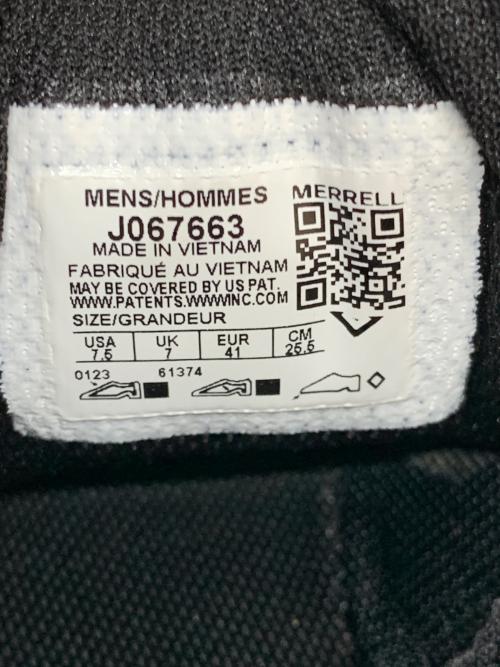 MENS/HOMMES
MERRELL
J067663
MADE IN VIETNAM
FABRIQUÉ AU VIETNAM
MAY BE COVERED BY US PAT.
WWW.PATENTS.WWWINC.COM
SIZE/GRANDEUR
USA UK EUR CM
7.5 7 41 25.5
0123 61374